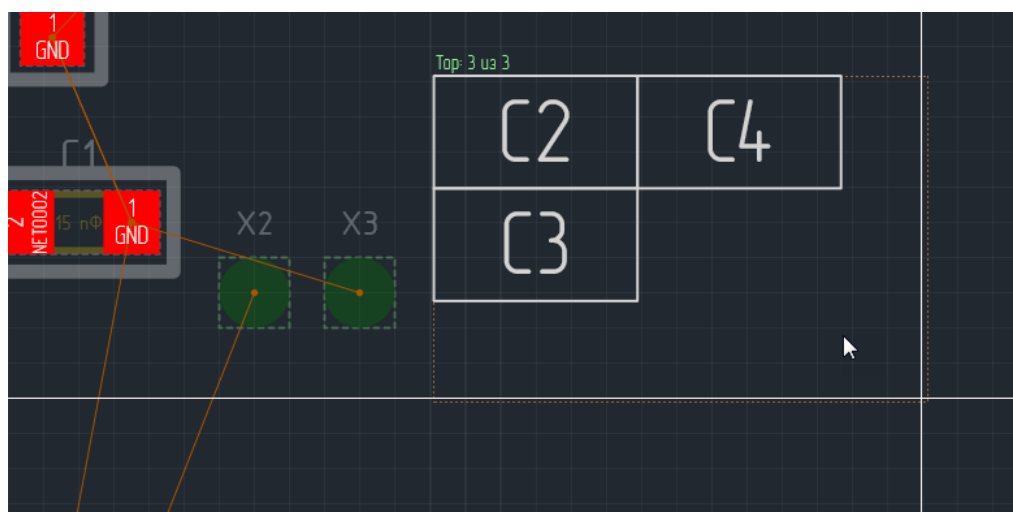 1
GND
Top: 3 из 3
C2
C4
C1
2
NET0002
15 пФ
1
GND
X2
X3
C3